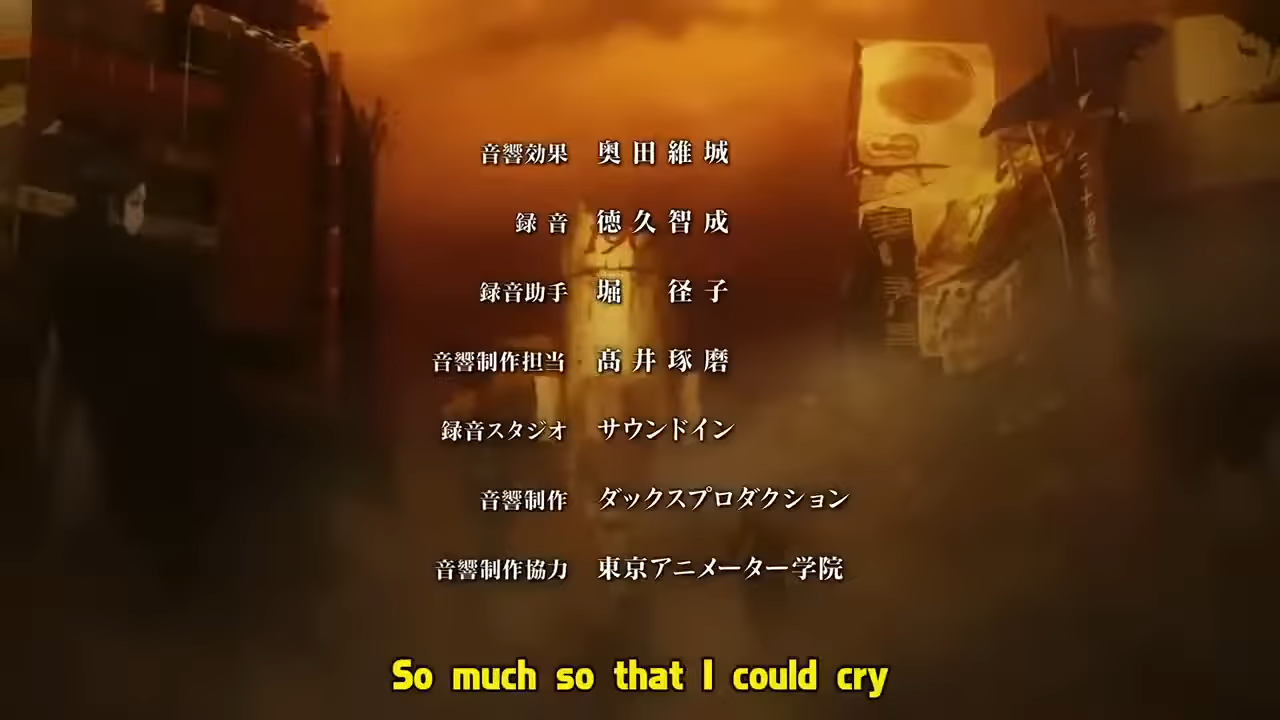 音響効果 奥田維城
録音 徳久智成
録音助手 堀 径子
音響制作担当 髙井琢磨
録音スタジオ サウンドイン
音響制作 ダックスプロダクション
音響制作協力 東京アニメーター学院
So much so that I could cry